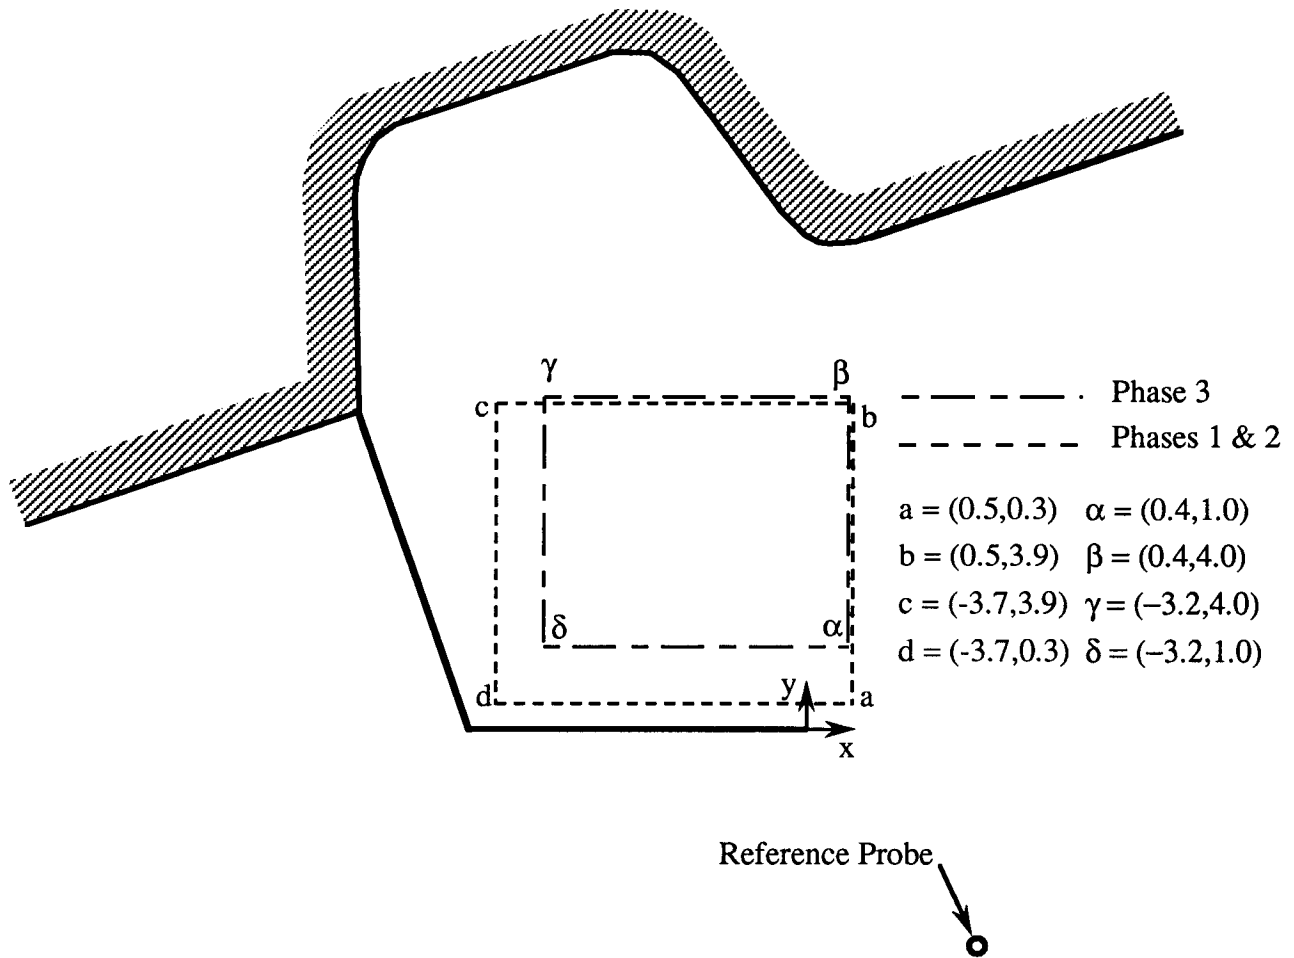 γ β
c b
Phase 3
Phases 1 & 2
a = (0.5,0.3) α = (0.4,1.0)
b = (0.5,3.9) β = (0.4,4.0)
c = (-3.7,3.9) γ = (–3.2,4.0)
d = (-3.7,0.3) δ = (–3.2,1.0)
δ α
d y a
x
Reference Probe